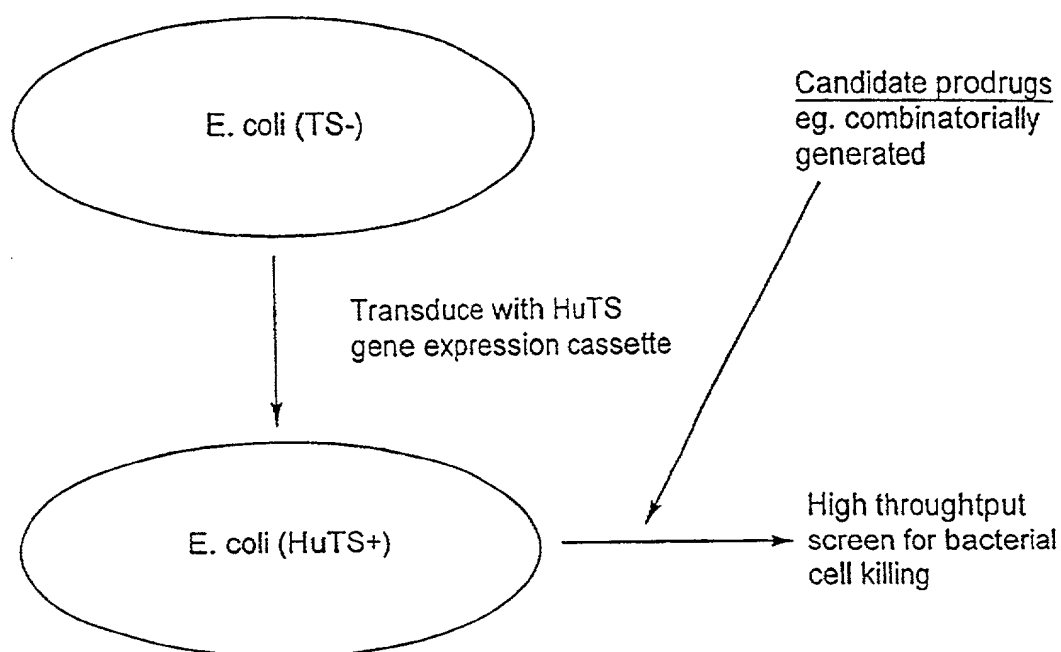 E. coli (TS-)
Candidate prodrugs
eg. combinatorially
generated
Transduce with HuTS
gene expression cassette
E. coli (HuTS+)
High throughtput
screen for bacterial
cell killing